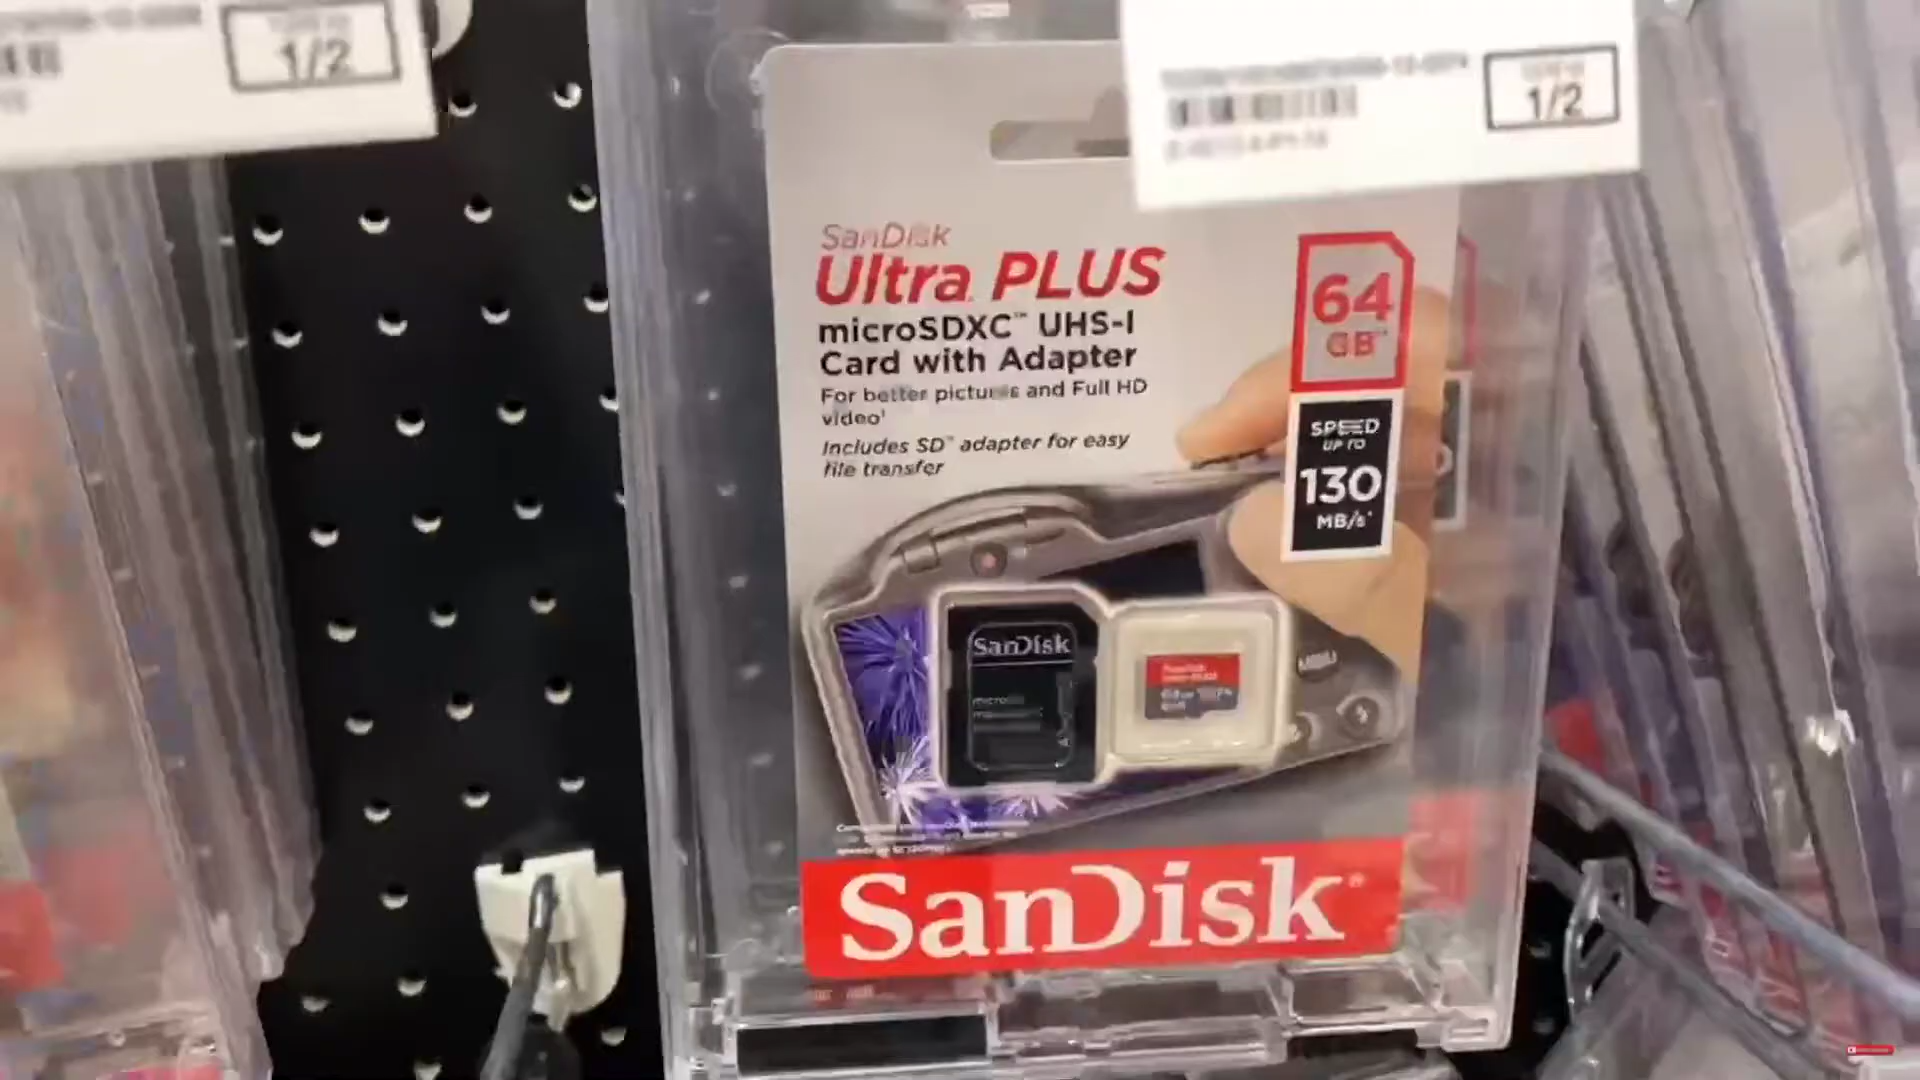 1/2
1/2
SanDisk
Ultra PLUS
microSDXC™ UHS-I
Card with Adapter
For better pictures and Full HD
video¹
Includes SD™ adapter for easy
file transfer
64
GB
SPEED
UP TO
130
MB/s*
SanDisk
MENU
SanDisk®